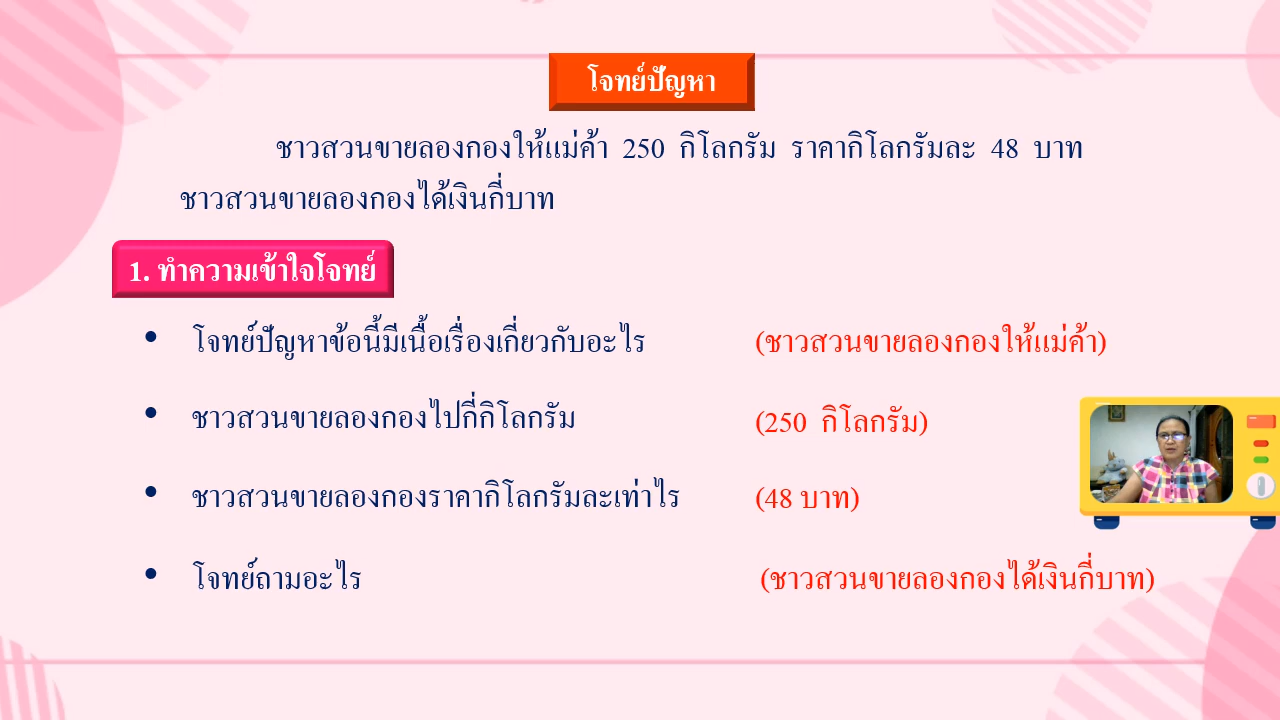 โจทย์ปัญหา
ชาวสวนขายลองกองให้แม่ค้า 250 กิโลกรัม ราคากิโลกรัมละ 48 บาท
ชาวสวนขายลองกองได้เงินกี่บาท
1. ทำความเข้าใจโจทย์
• โจทย์ปัญหาข้อนี้มีเนื้อเรื่องเกี่ยวกับอะไร (ชาวสวนขายลองกองให้แม่ค้า)
• ชาวสวนขายลองกองไปกี่กิโลกรัม (250 กิโลกรัม)
• ชาวสวนขายลองกองราคากิโลกรัมละเท่าไร (48 บาท)
• โจทย์ถามอะไร (ชาวสวนขายลองกองได้เงินกี่บาท)